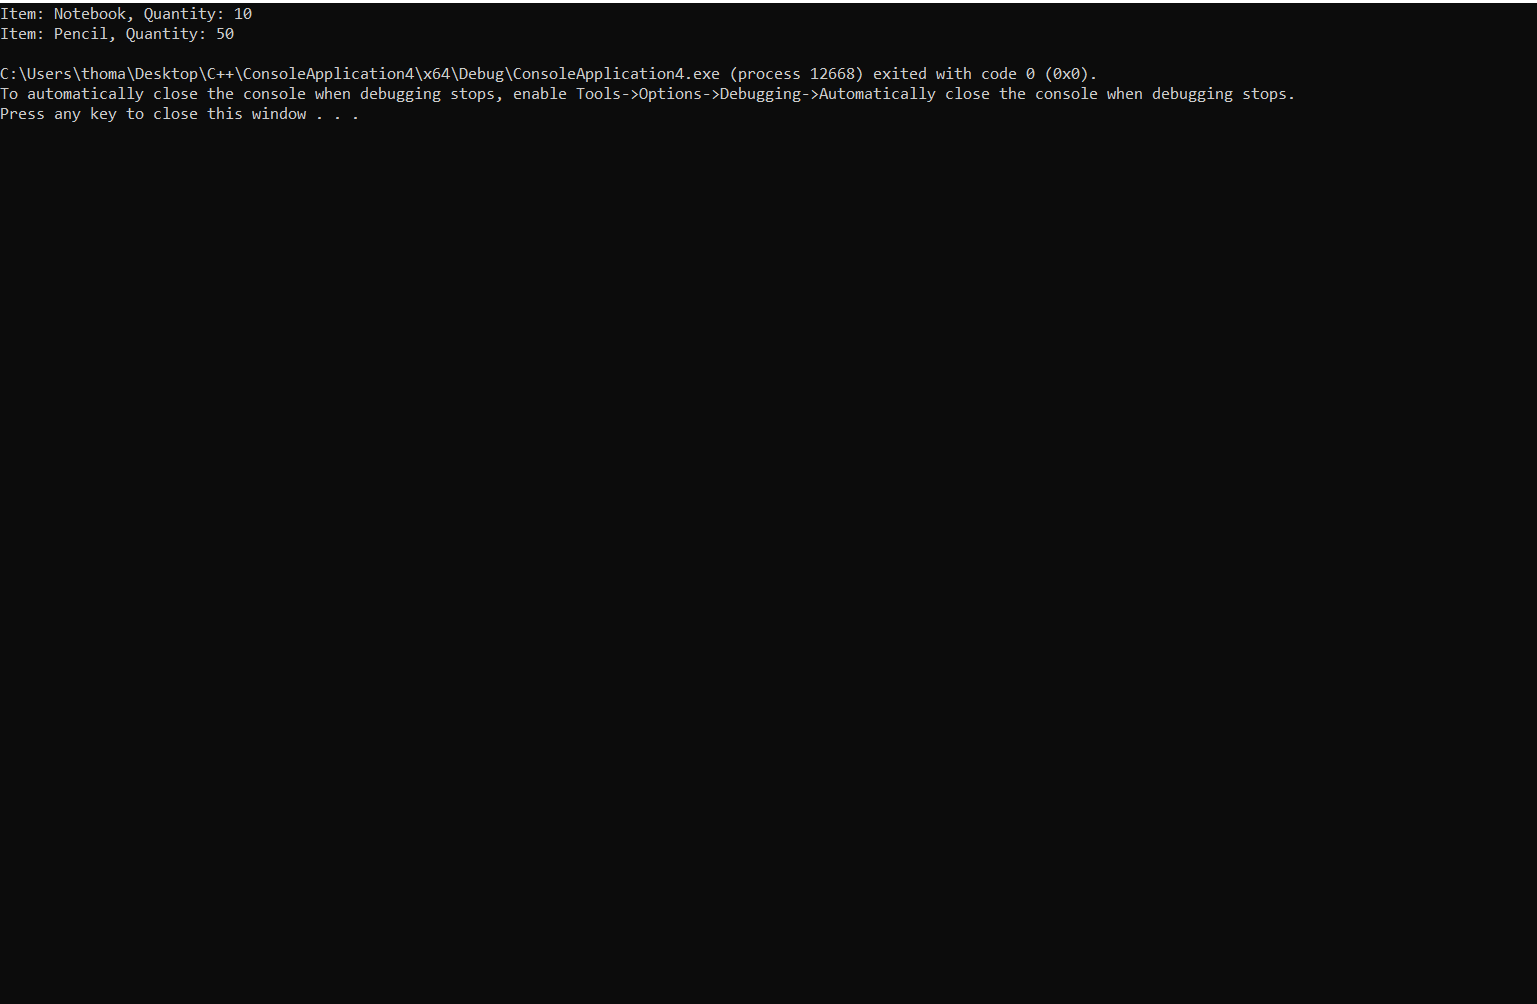 Item: Notebook, Quantity: 10
Item: Pencil, Quantity: 50
C:\Users\thoma\Desktop\C++\ConsoleApplication4\x64\Debug\ConsoleApplication4.exe (process 12668) exited with code 0 (0x0).
To automatically close the console when debugging stops, enable Tools->Options->Debugging->Automatically close the console when debugging stops.
Press any key to close this window . . .